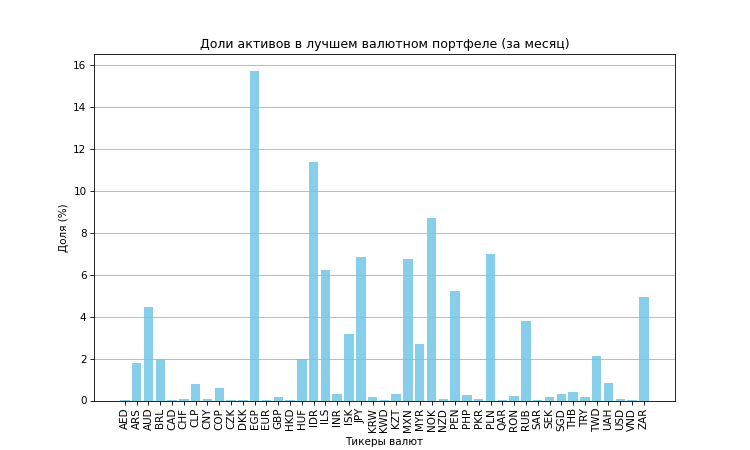 Доли активов в лучшем валютном портфеле (за месяц)
Доля (%)
16
14
12
10
8
6
4
2
0
AED ARS AUD BRL CAD CHF CLP CNY COP CZK DKK EGP EUR GBP HKD HUF IDR ILS INR ISK JPY KRW KWD KZT MXN MYR NOK NZD PEN PHP PKR PLN QAR RON RUB SAR SEK SGD THB TRY TWD UAH USD VND ZAR
Тикеры валют